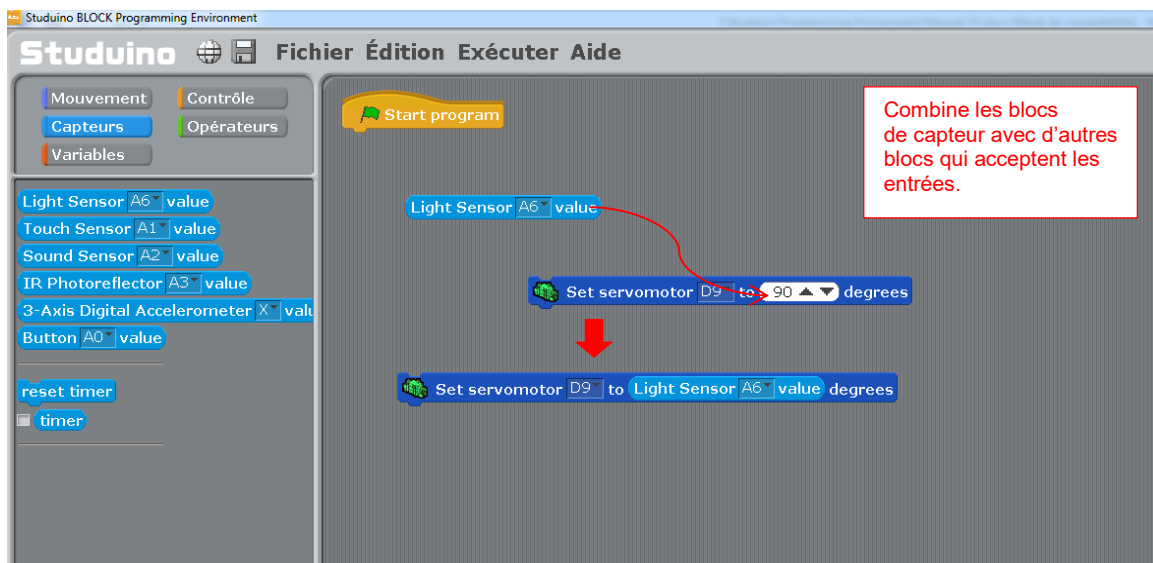 Studuino BLOCK Programming Environment
Studuino Fichier Édition Exécuter Aide
Mouvement Contrôle
Capteurs Opérateurs
Variables
Light Sensor A6 value
Touch Sensor A1 value
Sound Sensor A2 value
IR Photoreflector A3 value
3-Axis Digital Accelerometer X valu
Button A0 value
reset timer
timer
Start program
Light Sensor A6 value
Set servomotor D9 to 90 degrees
Set servomotor D9 to Light Sensor A6 value degrees
Combine les blocs
de capteur avec d’autres
blocs qui acceptent les
entrées.